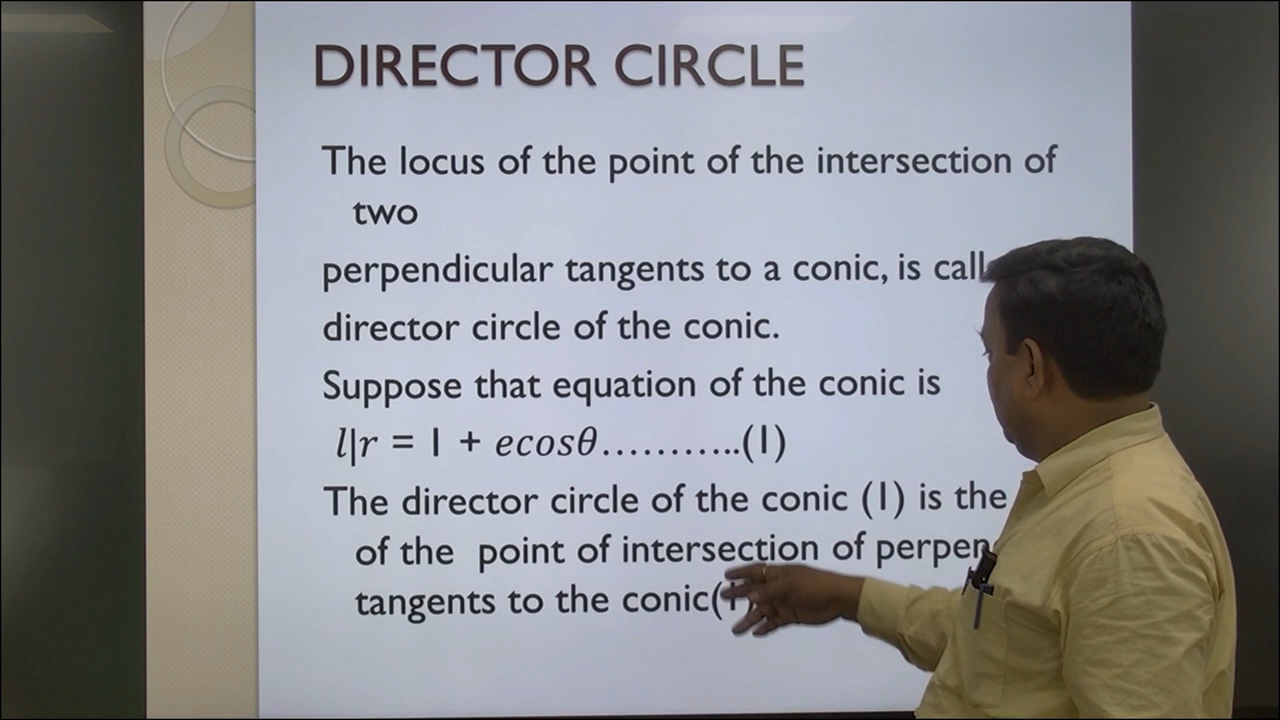 DIRECTOR CIRCLE
The locus of the point of the intersection of
two
perpendicular tangents to a conic, is
director circle of the conic.
Suppose that equation of the conic is
l|r = 1 + ecosθ………..(1)
The director circle of the conic (1) is the
of the point of intersection of
tangents to the conic(1)